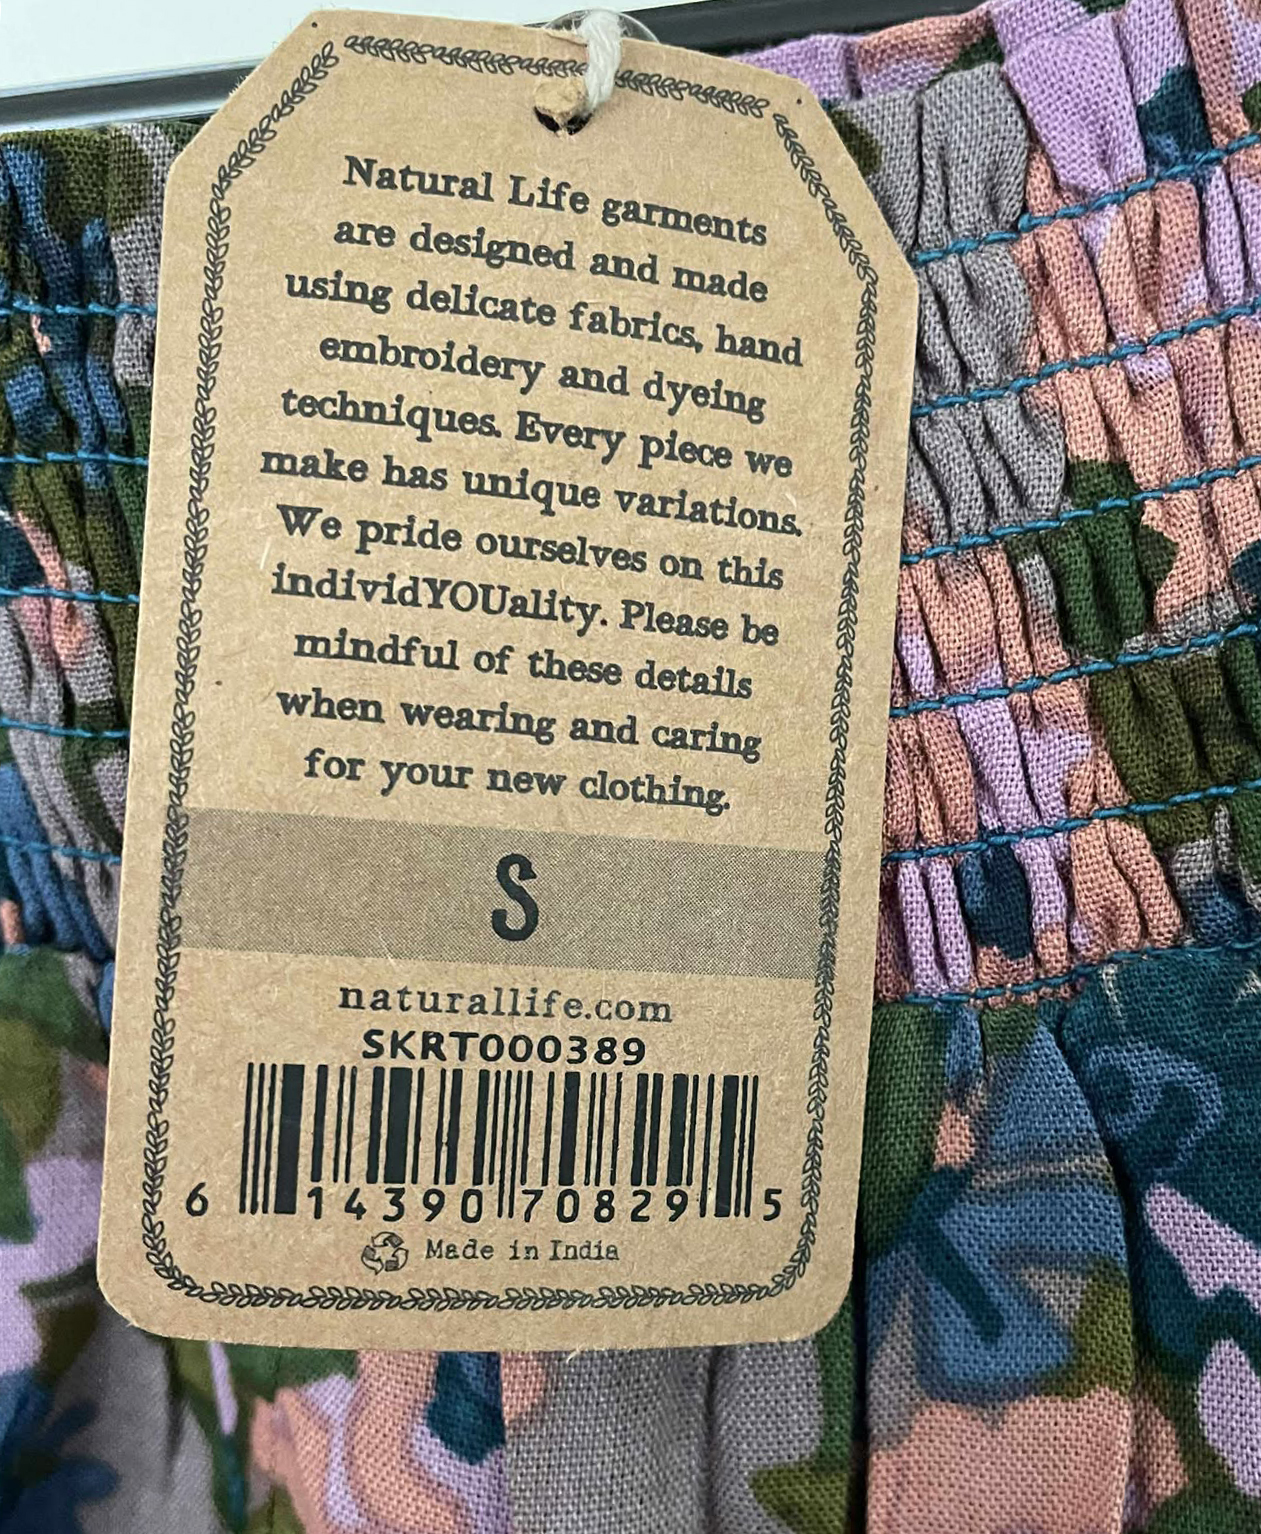 Natural Life garments
are designed and made
using delicate fabrics, hand
embroidery and dyeing
techniques. Every piece we
make has unique variations.
We pride ourselves on this
individYOUality. Please be
mindful of these details
when wearing and caring
for your new clothing.
S
naturallife.com
SKRT000389
6 14390 70829 5
Made in India